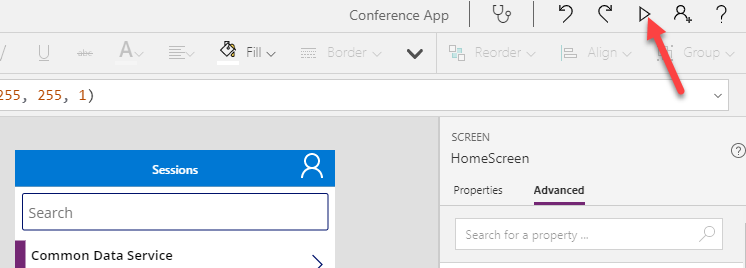 Conference App
?
/ U A Fill Border Reorder Align Group
255, 255, 1)
SCREEN
HomeScreen
?
Properties Advanced
Search for a property ...
Sessions
Search
Common Data Service